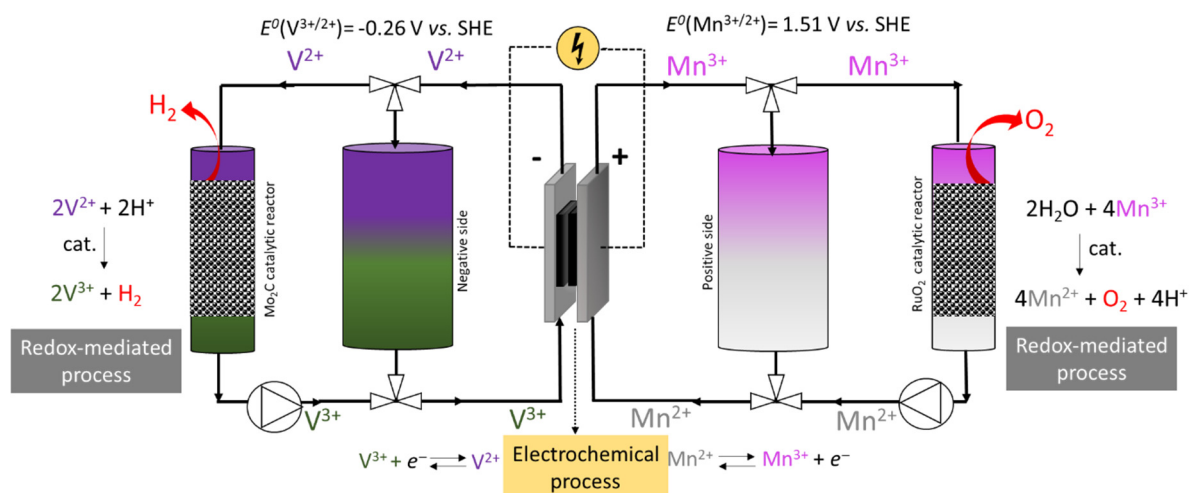 E⁰(V³⁺/²⁺)= -0.26 V vs. SHE
E⁰(Mn³⁺/²⁺)= 1.51 V vs. SHE
V²⁺
V²⁺
Mn³⁺
Mn³⁺
H₂
O₂
-
+
2V²⁺ + 2H⁺
cat.
2V³⁺ + H₂
Redox-mediated
process
Mo₂C catalytic reactor
Negative side
Positive side
RuO₂ catalytic reactor
2H₂O + 4Mn³⁺
cat.
4Mn²⁺ + O₂ + 4H⁺
Redox-mediated
process
V³⁺
V³⁺
Mn²⁺
Mn²⁺
V³⁺ + e⁻ ⇌ V²⁺
Electrochemical
process
Mn²⁺ ⇌ Mn³⁺ + e⁻